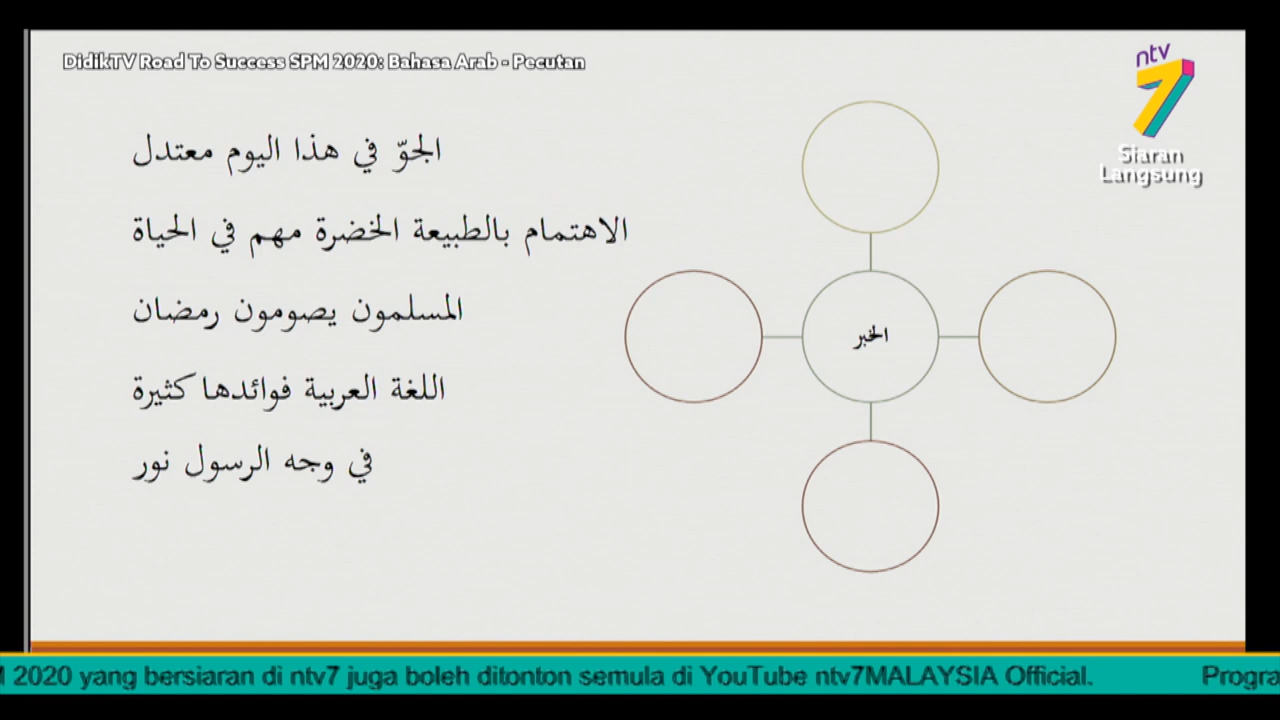 DidikTV Road To Success SPM 2020: Bahasa Arab - Pecutan
ntv7
Siaran
Langsung
الجوّ في هذا اليوم معتدل
الاهتمام بالطبيعة الخضرة مهم في الحياة
المسلمون يصومون رمضان
اللغة العربية فوائدها كثيرة
في وجه الرسول نور
الخبر
M 2020 yang bersiaran di ntv7 juga boleh ditonton semula di YouTube ntv7MALAYSIA Official. Progra